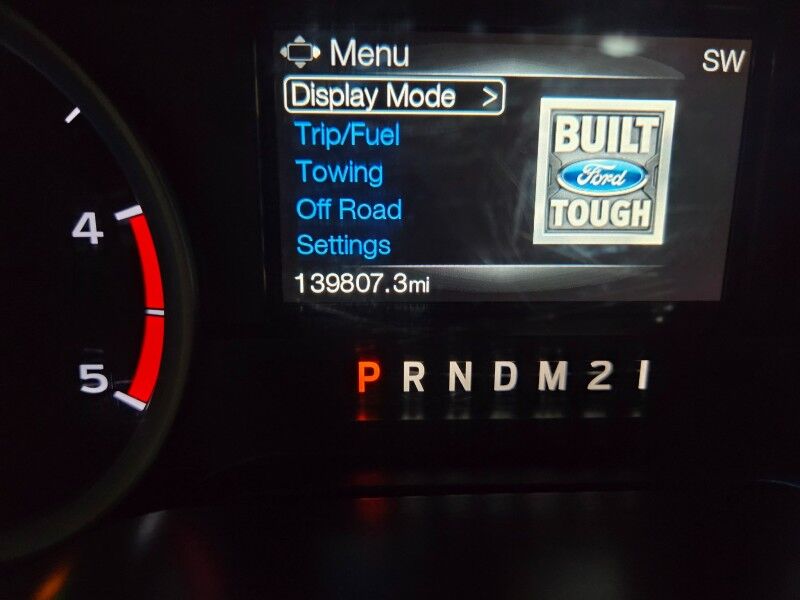 Menu
SW
Display Mode >
Trip/Fuel
Towing
Off Road
Settings
139807.3mi
BUILT
Ford
TOUGH
4
5
P R N D M 2 1